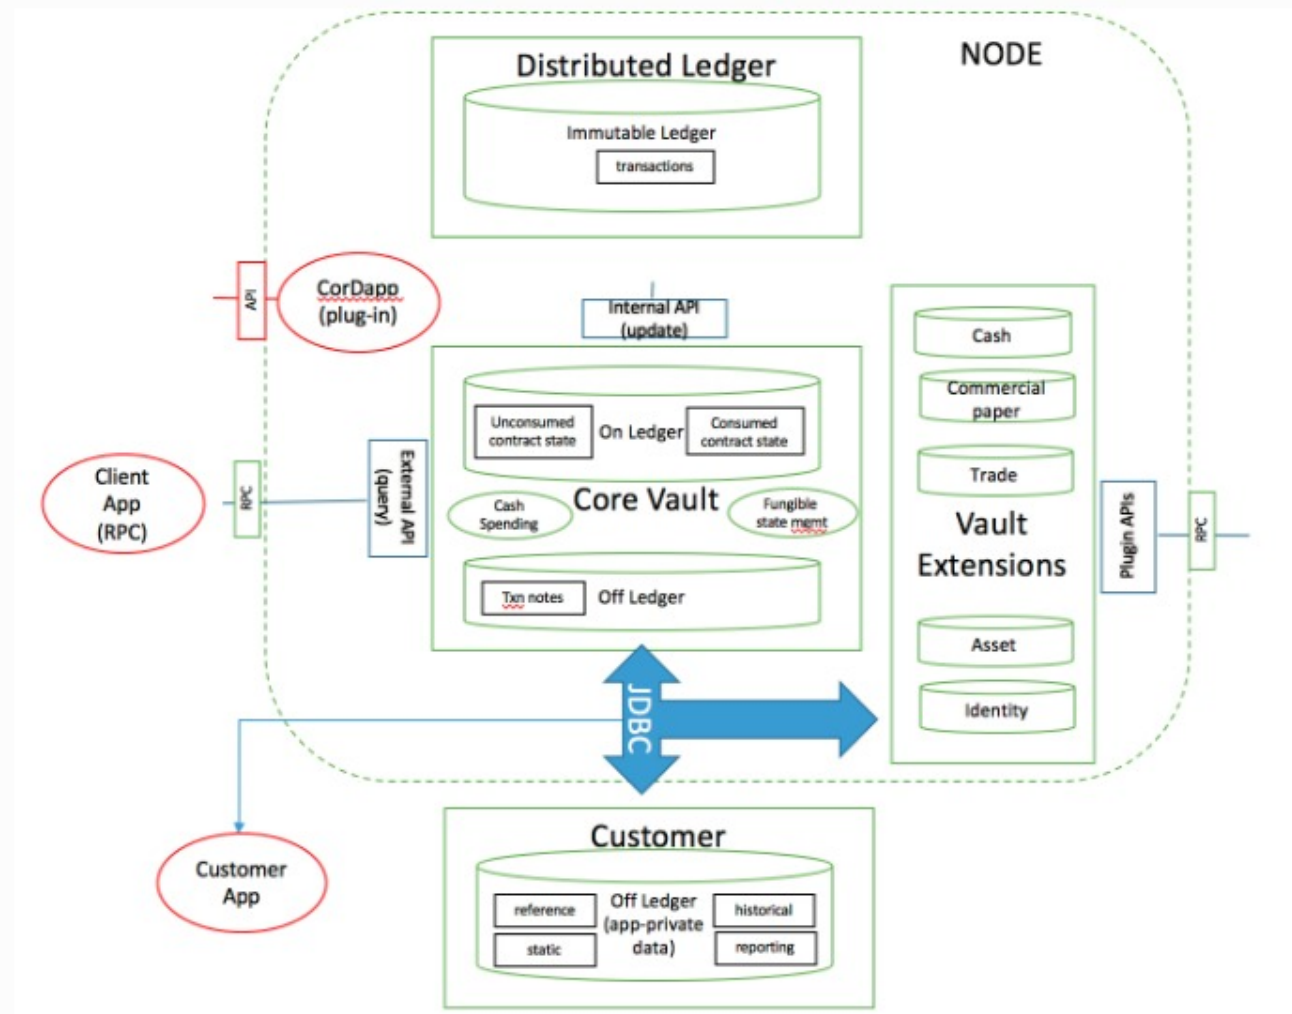 NODE
Distributed Ledger
Immutable Ledger
transactions
API
CorDapp
(plug-in)
Internal API
(update)
Cash
Commercial
paper
Trade
Vault
Extensions
Asset
Identity
Plugin APIs
RPC
Client
App
(RPC)
RPC
External API
(query)
Unconsumed
contract state
On Ledger
Consumed
contract state
Cash
Spending
Core Vault
Fungible
state mgmt
Txn notes
Off Ledger
JDBC
Customer
App
Customer
reference
static
Off Ledger
(app-private
data)
historical
reporting